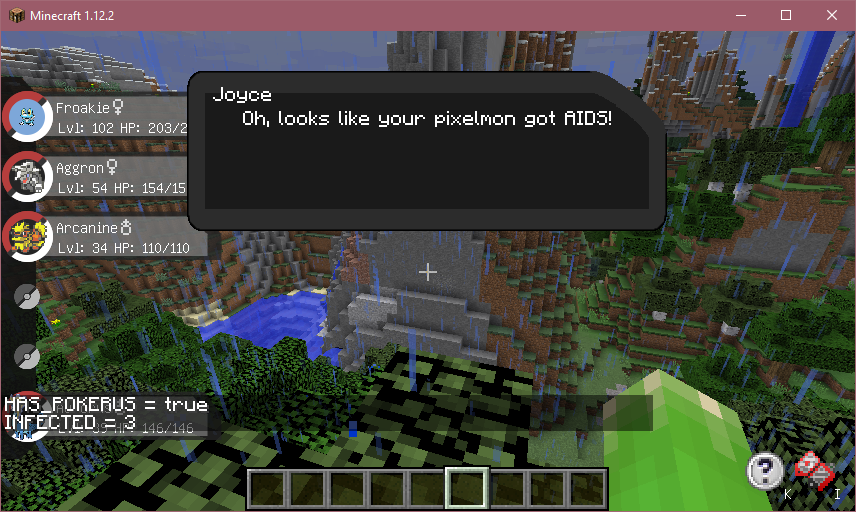 Minecraft 1.12.2
Joyce
Oh, looks like your pixelmon got AIDS!
Froakie♀
Lvl: 102 HP: 203/2
Aggron♀
Lvl: 54 HP: 154/15
Arcanine♂
Lvl: 34 HP: 110/110
HAS_POKERUS = true
INFECTED = 3
HP: 146/146
?
K
I